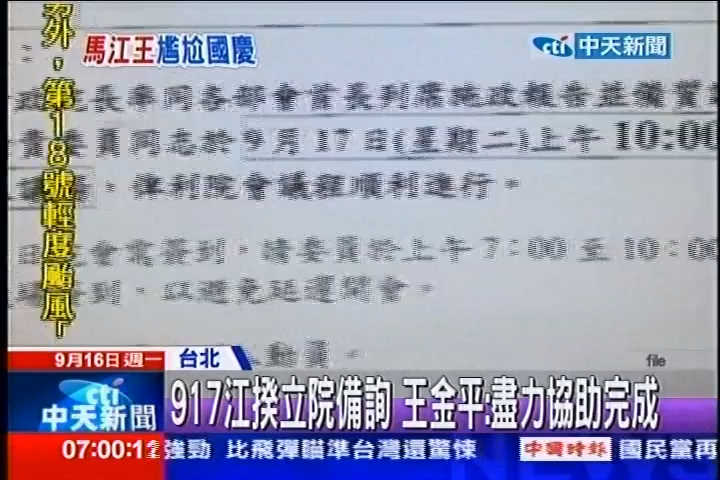 馬江王尷尬國慶
cti 中天新聞
外，第18號輕度颱風
長率同各部會首長列席施政報告並備質
委員同志於9月17日(星期二)上午10:00
，俾利院會議程順利進行。
請委員於上午7:00至10:00
到，以避免延遲開會。
動員。
file
9月16日 週一 台北
917江揆立院備詢 王金平:盡力協助完成
cti 中天新聞
07:00:1
強勁 比飛彈瞄準台灣還驚悚 中國時報 國民黨再
NEWS